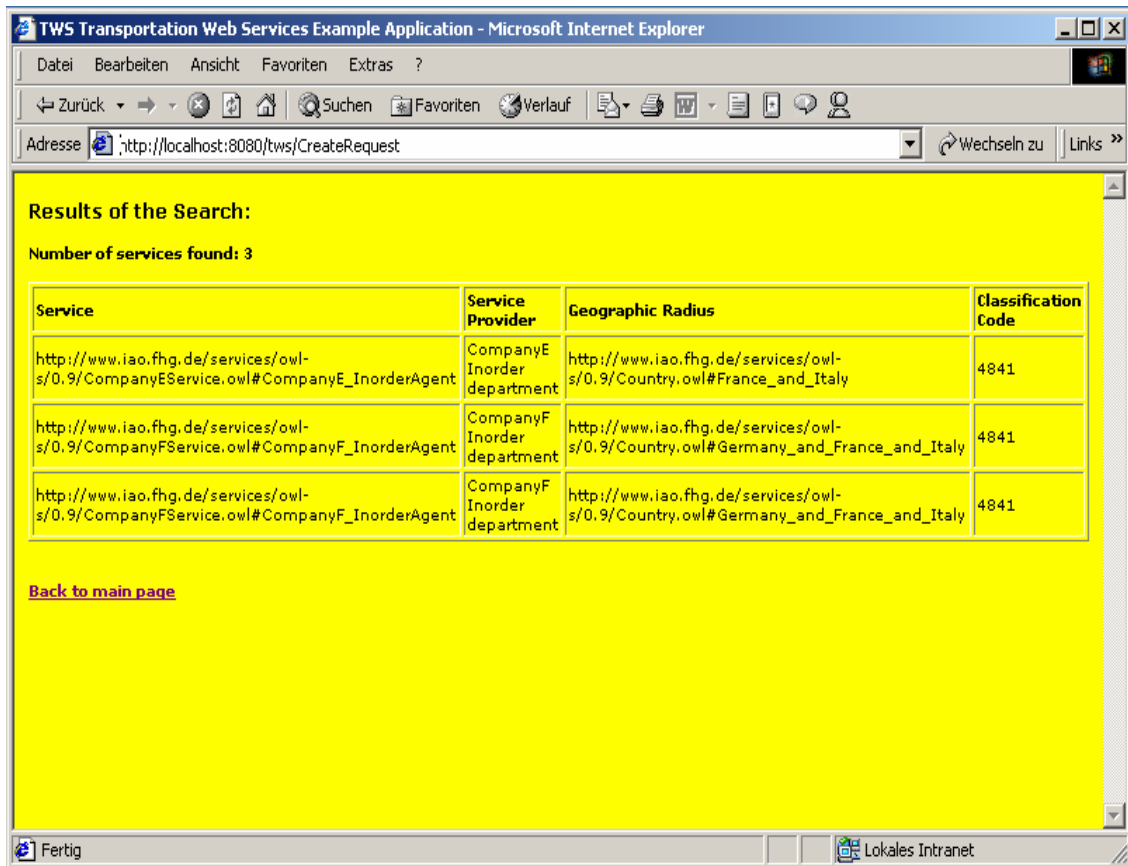 TWS Transportation Web Services Example Application - Microsoft Internet Explorer
Datei Bearbeiten Ansicht Favoriten Extras ?
Zurück Suchen Favoriten Verlauf
Adresse http://localhost:8080/tws/CreateRequest Wechseln zu Links »
Results of the Search:
Number of services found: 3
Service
Service
Provider
Geographic Radius
Classification
Code
http://www.iao.fhg.de/services/owl-
s/0.9/CompanyEService.owl#CompanyE_InorderAgent
CompanyE
Inorder
department
http://www.iao.fhg.de/services/owl-
s/0.9/Country.owl#France_and_Italy
4841
http://www.iao.fhg.de/services/owl-
s/0.9/CompanyFService.owl#CompanyF_InorderAgent
CompanyF
Inorder
department
http://www.iao.fhg.de/services/owl-
s/0.9/Country.owl#Germany_and_France_and_Italy
4841
http://www.iao.fhg.de/services/owl-
s/0.9/CompanyFService.owl#CompanyF_InorderAgent
CompanyF
Inorder
department
http://www.iao.fhg.de/services/owl-
s/0.9/Country.owl#Germany_and_France_and_Italy
4841
Back to main page
Fertig Lokales Intranet